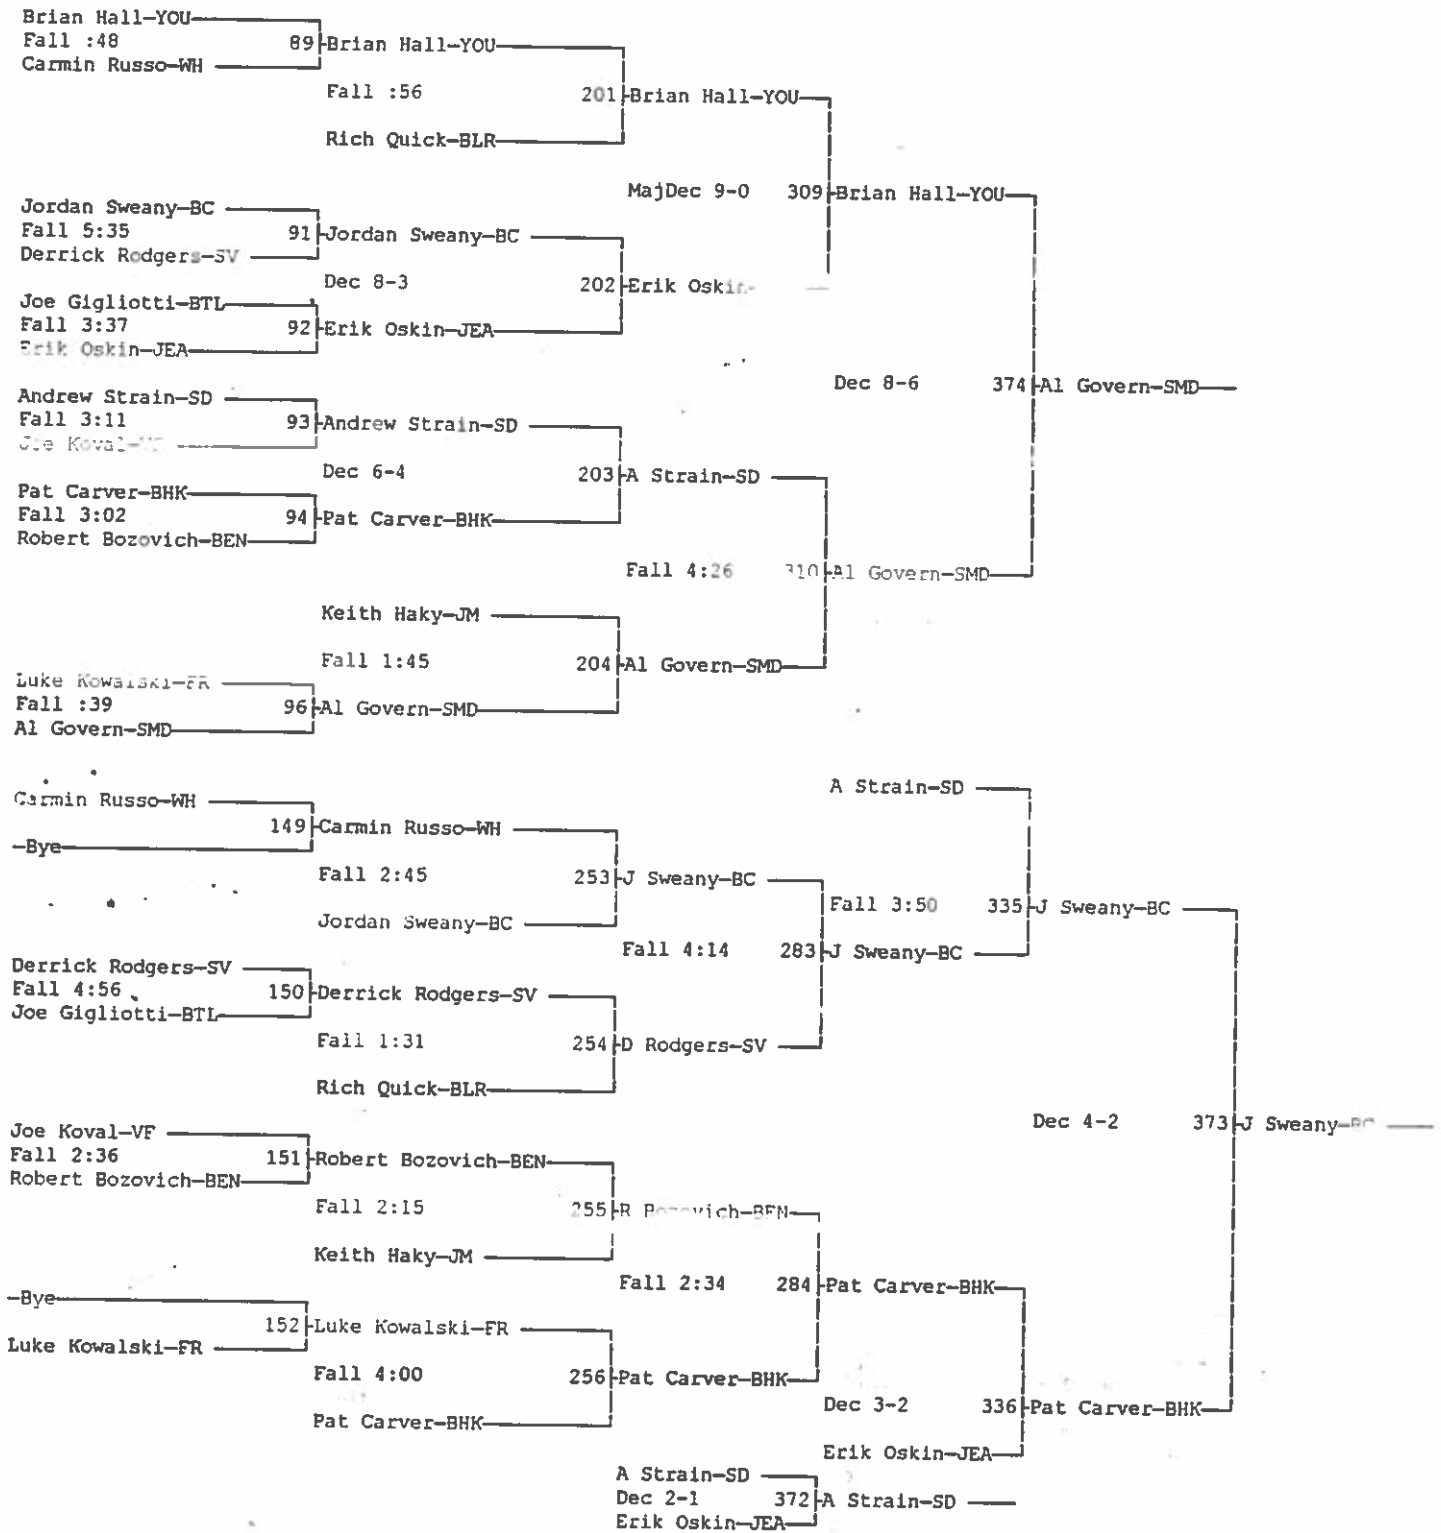 Brian Hall—YOU
Fall :48 89 Brian Hall—YOU
Carmin Russo—WH
Fall :56 201 Brian Hall—YOU
Rich Quick—BLR
MajDec 9-0 309 Brian Hall—YOU
Jordan Sweany—BC
Fall 5:35 91 Jordan Sweany—BC
Derrick Rodgers—SV
Dec 8-3 202 Erik Oskin-
Joe Gigliotti—BTL
Fall 3:37 92 Erik Oskin—JEA
Erik Oskin—JEA
Dec 8-6 374 Al Govern—SMD
Andrew Strain—SD
Fall 3:11 93 Andrew Strain—SD
Joe Koval
Dec 6-4 203 A Strain—SD
Pat Carver—BHK
Fall 3:02 94 Pat Carver—BHK
Robert Bozovich—BEN
Fall 4:26 310 Al Govern—SMD
Keith Haky—JM
Fall 1:45 204 Al Govern—SMD
Luke Kowalski—FR
Fall :39 96 Al Govern—SMD
Al Govern—SMD
A Strain—SD
Carmin Russo—WH
149 Carmin Russo—WH
—Bye
Fall 2:45 253 J Sweany—BC
Fall 3:50 335 J Sweany—BC
Jordan Sweany—BC
Fall 4:14 283 J Sweany—BC
Derrick Rodgers—SV
Fall 4:56 150 Derrick Rodgers—SV
Joe Gigliotti—BTL
Fall 1:31 254 D Rodgers—SV
Rich Quick—BLR
Dec 4-2 373 J Sweany—BC
Joe Koval—VF
Fall 2:36 151 Robert Bozovich—BEN
Robert Bozovich—BEN
Fall 2:15 255 R Bozovich—BEN
Keith Haky—JM
Fall 2:34 284 Pat Carver—BHK
—Bye
152 Luke Kowalski—FR
Luke Kowalski—FR
Fall 4:00 256 Pat Carver—BHK
Dec 3-2 336 Pat Carver—BHK
Pat Carver—BHK
Erik Oskin—JEA
A Strain—SD
Dec 2-1 372 A Strain—SD
Erik Oskin—JEA